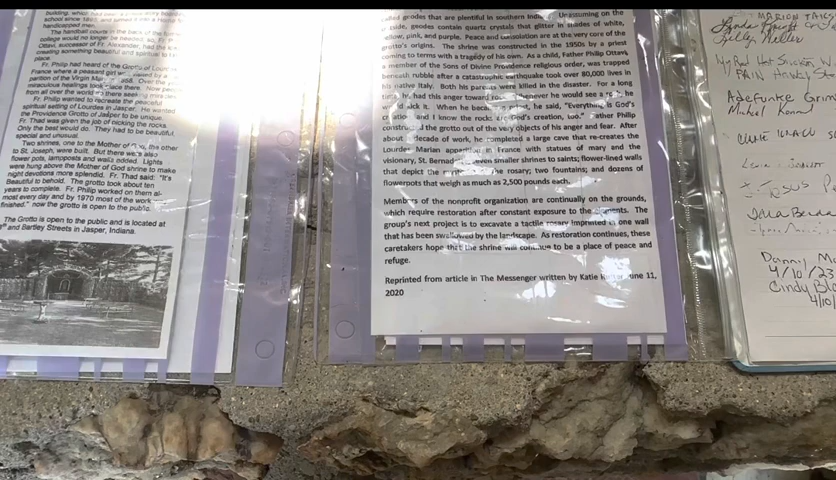 building, which had
school since 1937, and turned it into a
handicapped men.
The handball courts in the back of the former
college would no longer be needed so, Fr.
Ottavi, successor of Fr. Alexander, had the
creating something beautiful and spiritual to take
place.
Fr. Philip had heard of the Grotto of Lourdes
France where a peasant girl was by a
partition of the Virgin Mary Over the
miraculous healings took place there. Now people
from all over the world go there seeking miracles
Fr. Philip wanted to recreate the peaceful
spiritual setting of Lourdes in Jasper. He wanted
the Providence Grotto of Jasper to be unique.
Fr. Thad was given the job of picking the rocks.
Only the best would do. They had to be beautiful,
special and unusual.
Two shrines, one to the Mother of God, the other
to St. Joseph, were built. But there was also
flower pots, lampposts and walls added. Lights
were hung above the Mother of God shrine to make
night devotions more splendid. Fr. Thad said: "It's
Beautiful to behold. The grotto took about ten
years to complete. Fr. Philip worked on them al-
most every day and by 1970 most of the work
finished." now the grotto is open to the public.
The Grotto is open to the public and is located at
and Bartley Streets in Jasper, Indiana.
called geodes that are plentiful in southern Indiana. Unassuming on the
outside, geodes contain quartz crystals that glitter in shades of white,
yellow, pink, and purple. Peace and consolation are at the very core of the
grotto's origins. The shrine was constructed in the 1950s by a priest
coming to terms with a tragedy of his own. As a child, Father Philip Ottavi,
a member of the Sons of Divine Providence religious order, was trapped
beneath rubble after a catastrophic earthquake took over 80,000 lives in
his native Italy. Both his parents were killed in the disaster. For a long
time, he had this anger toward rocks. Whenever he would see a rock, he
would kick it. When he became a priest, he said, "Everything is God's
creation, and I know the rocks are God's creation, too." Father Philip
constructed the grotto out of the very objects of his anger and fear. After
about a decade of work, he completed a large cave that re-creates the
Lourdes Marian apparition in France with statues of mary and the
visionary, St. Bernadette; seven smaller shrines to saints; flower-lined walls
that depict the mysteries of the rosary; two fountains; and dozens of
flowerpots that weigh as much as 2,500 pounds each.
Members of the nonprofit organization are continually on the grounds,
which require restoration after constant exposure to the elements. The
group's next project is to excavate a tactile rosary imprinted in one wall
that has been swallowed by the landscape. As restoration continues, these
caretakers hope that the shrine will continue to be a place of peace and
refuge.
Reprinted from article in The Messenger written by Katie June 11,
2020
MARION
Red Hot
Adefunke
Danny
4/10/23
Cindy
4/10